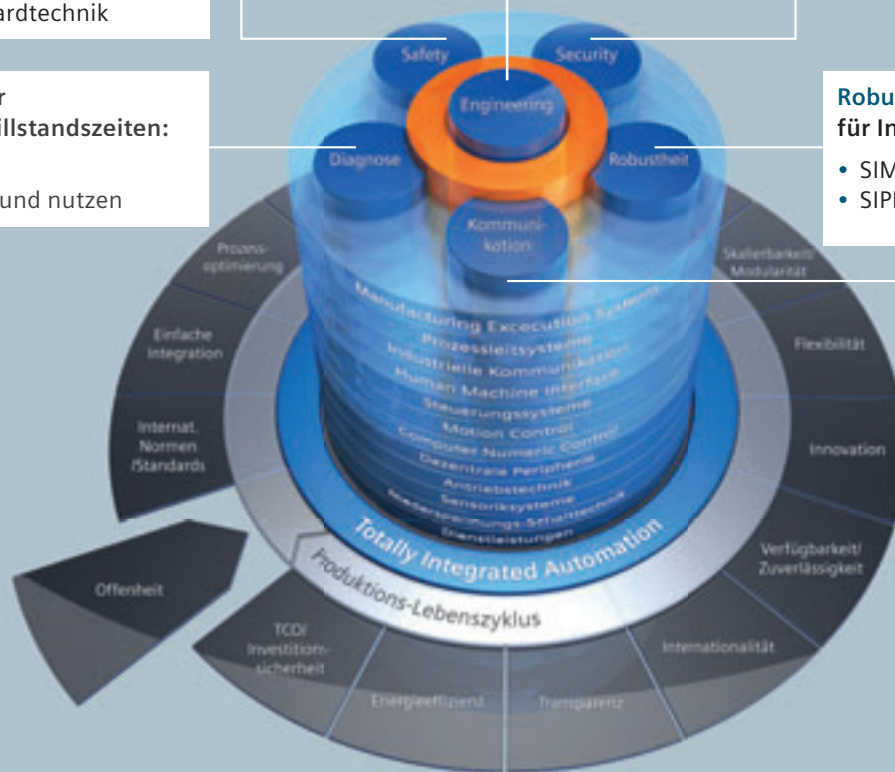 ardtechnik
r
illstandszeiten:
und nutzen
Robu
für In
• SIM
• SIP
Safety
Security
Engineering
Diagnose
Robustheit
Kommuni-
kation
Manufacturing Excecution Systems
Prozessleitsysteme
Industrielle Kommunikation
Human Machine Interface
Steuerungssysteme
Motion Control
Computer Numeric Control
Dezentrale Peripherie
Antriebstechnik
Sensoriksysteme
Niederspannungs-Schalttechnik
Dienstleistungen
Totally Integrated Automation
Produktions-Lebenszyklus
Prozess-
optimierung
Einfache
Integration
Internat.
Normen
/Standards
Offenheit
TCO/
Investitions-
sicherheit
Energieeffizienz
Transparenz
Internationalität
Verfügbarkeit/
Zuverlässigkeit
Innovation
Flexibilität
Skalierbarkeit/
Modularität